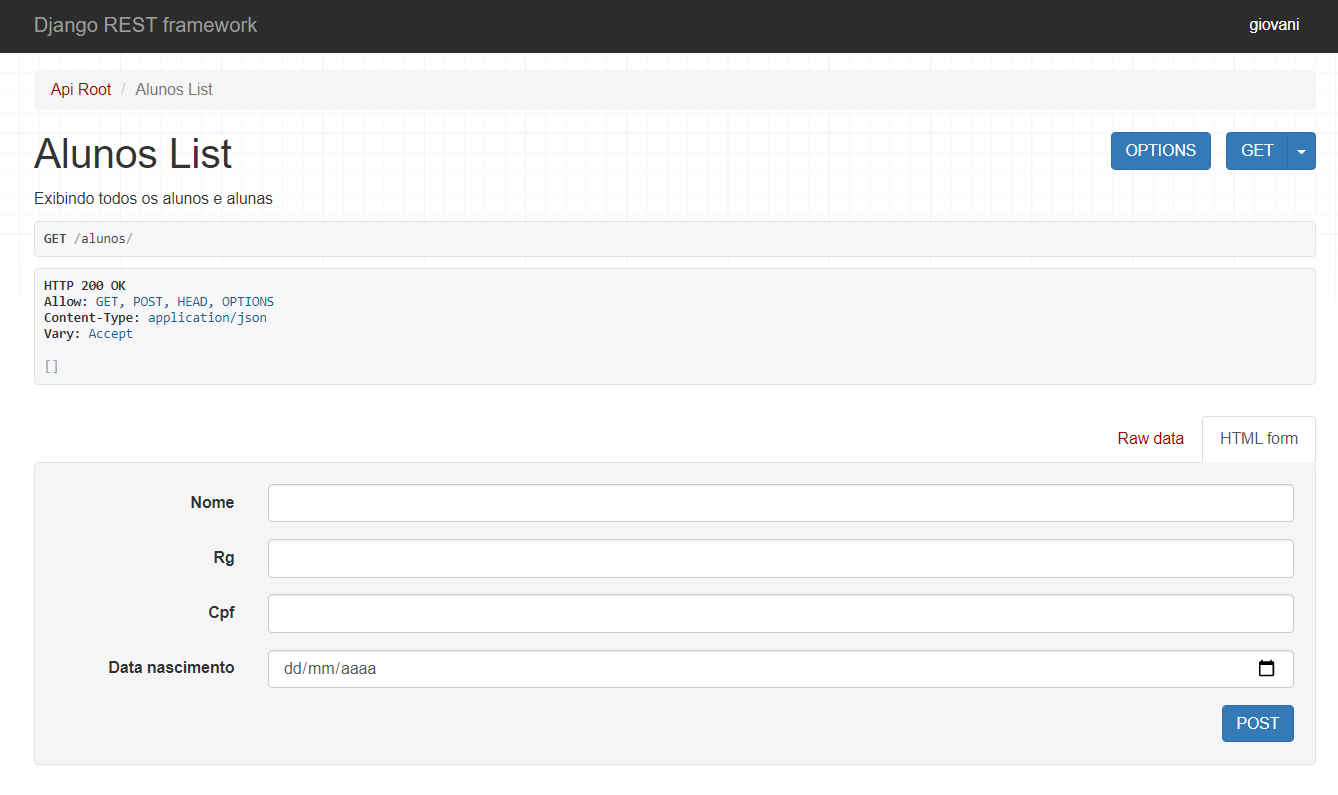 Django REST framework
giovani
Api Root / Alunos List
Alunos List
OPTIONS
GET
Exibindo todos os alunos e alunas
GET /alunos/
HTTP 200 OK
Allow: GET, POST, HEAD, OPTIONS
Content-Type: application/json
Vary: Accept
[]
Raw data
HTML form
Nome
Rg
Cpf
Data nascimento
dd/mm/aaaa
POST